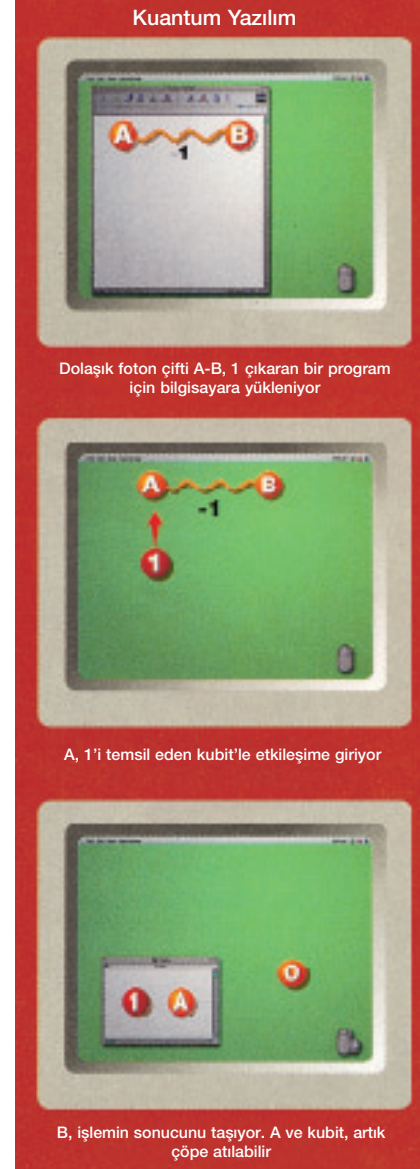 Kuantum Yazılım
A B
-1
Dolaşık foton çifti A-B, 1 çıkaran bir program
için bilgisayara yükleniyor
A B
-1
1
A, 1'i temsil eden kubit'le etkileşime giriyor
1 A
0
B, işlemin sonucunu taşıyor. A ve kubit, artık
çöpe atılabilir